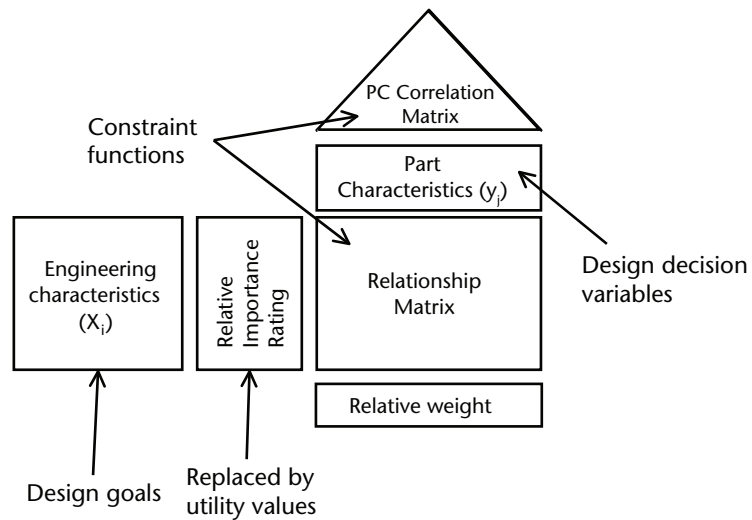 PC Correlation
Matrix
Constraint
functions
Part
Characteristics (yj)
Engineering
characteristics
(Xi)
Relative
Importance
Rating
Relationship
Matrix
Design decision
variables
Relative weight
Design goals
Replaced by
utility values